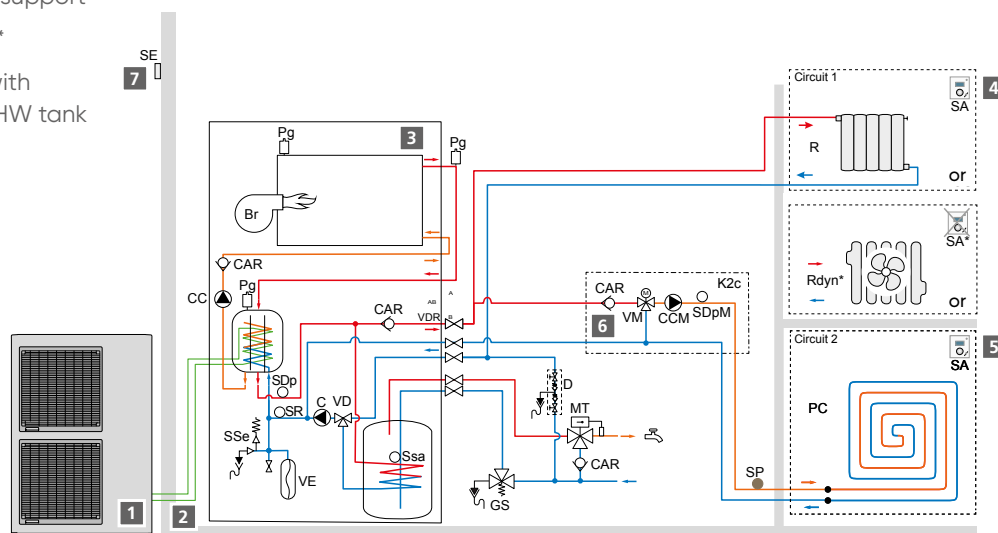 support
*
with
HW tank
SE
7
Circuit 1
SA
4
R
or
3
Pg
Pg
Br
CAR
CC
Pg
A
AB
B
VDR
CAR
SDp
K2c
CAR
M
VM
CCM
SDpM
6
SA*
Rdyn*
or
Circuit 2
SA
5
PC
SR
C
VD
SSe
VE
Ssa
D
MT
CAR
GS
SP
1
2